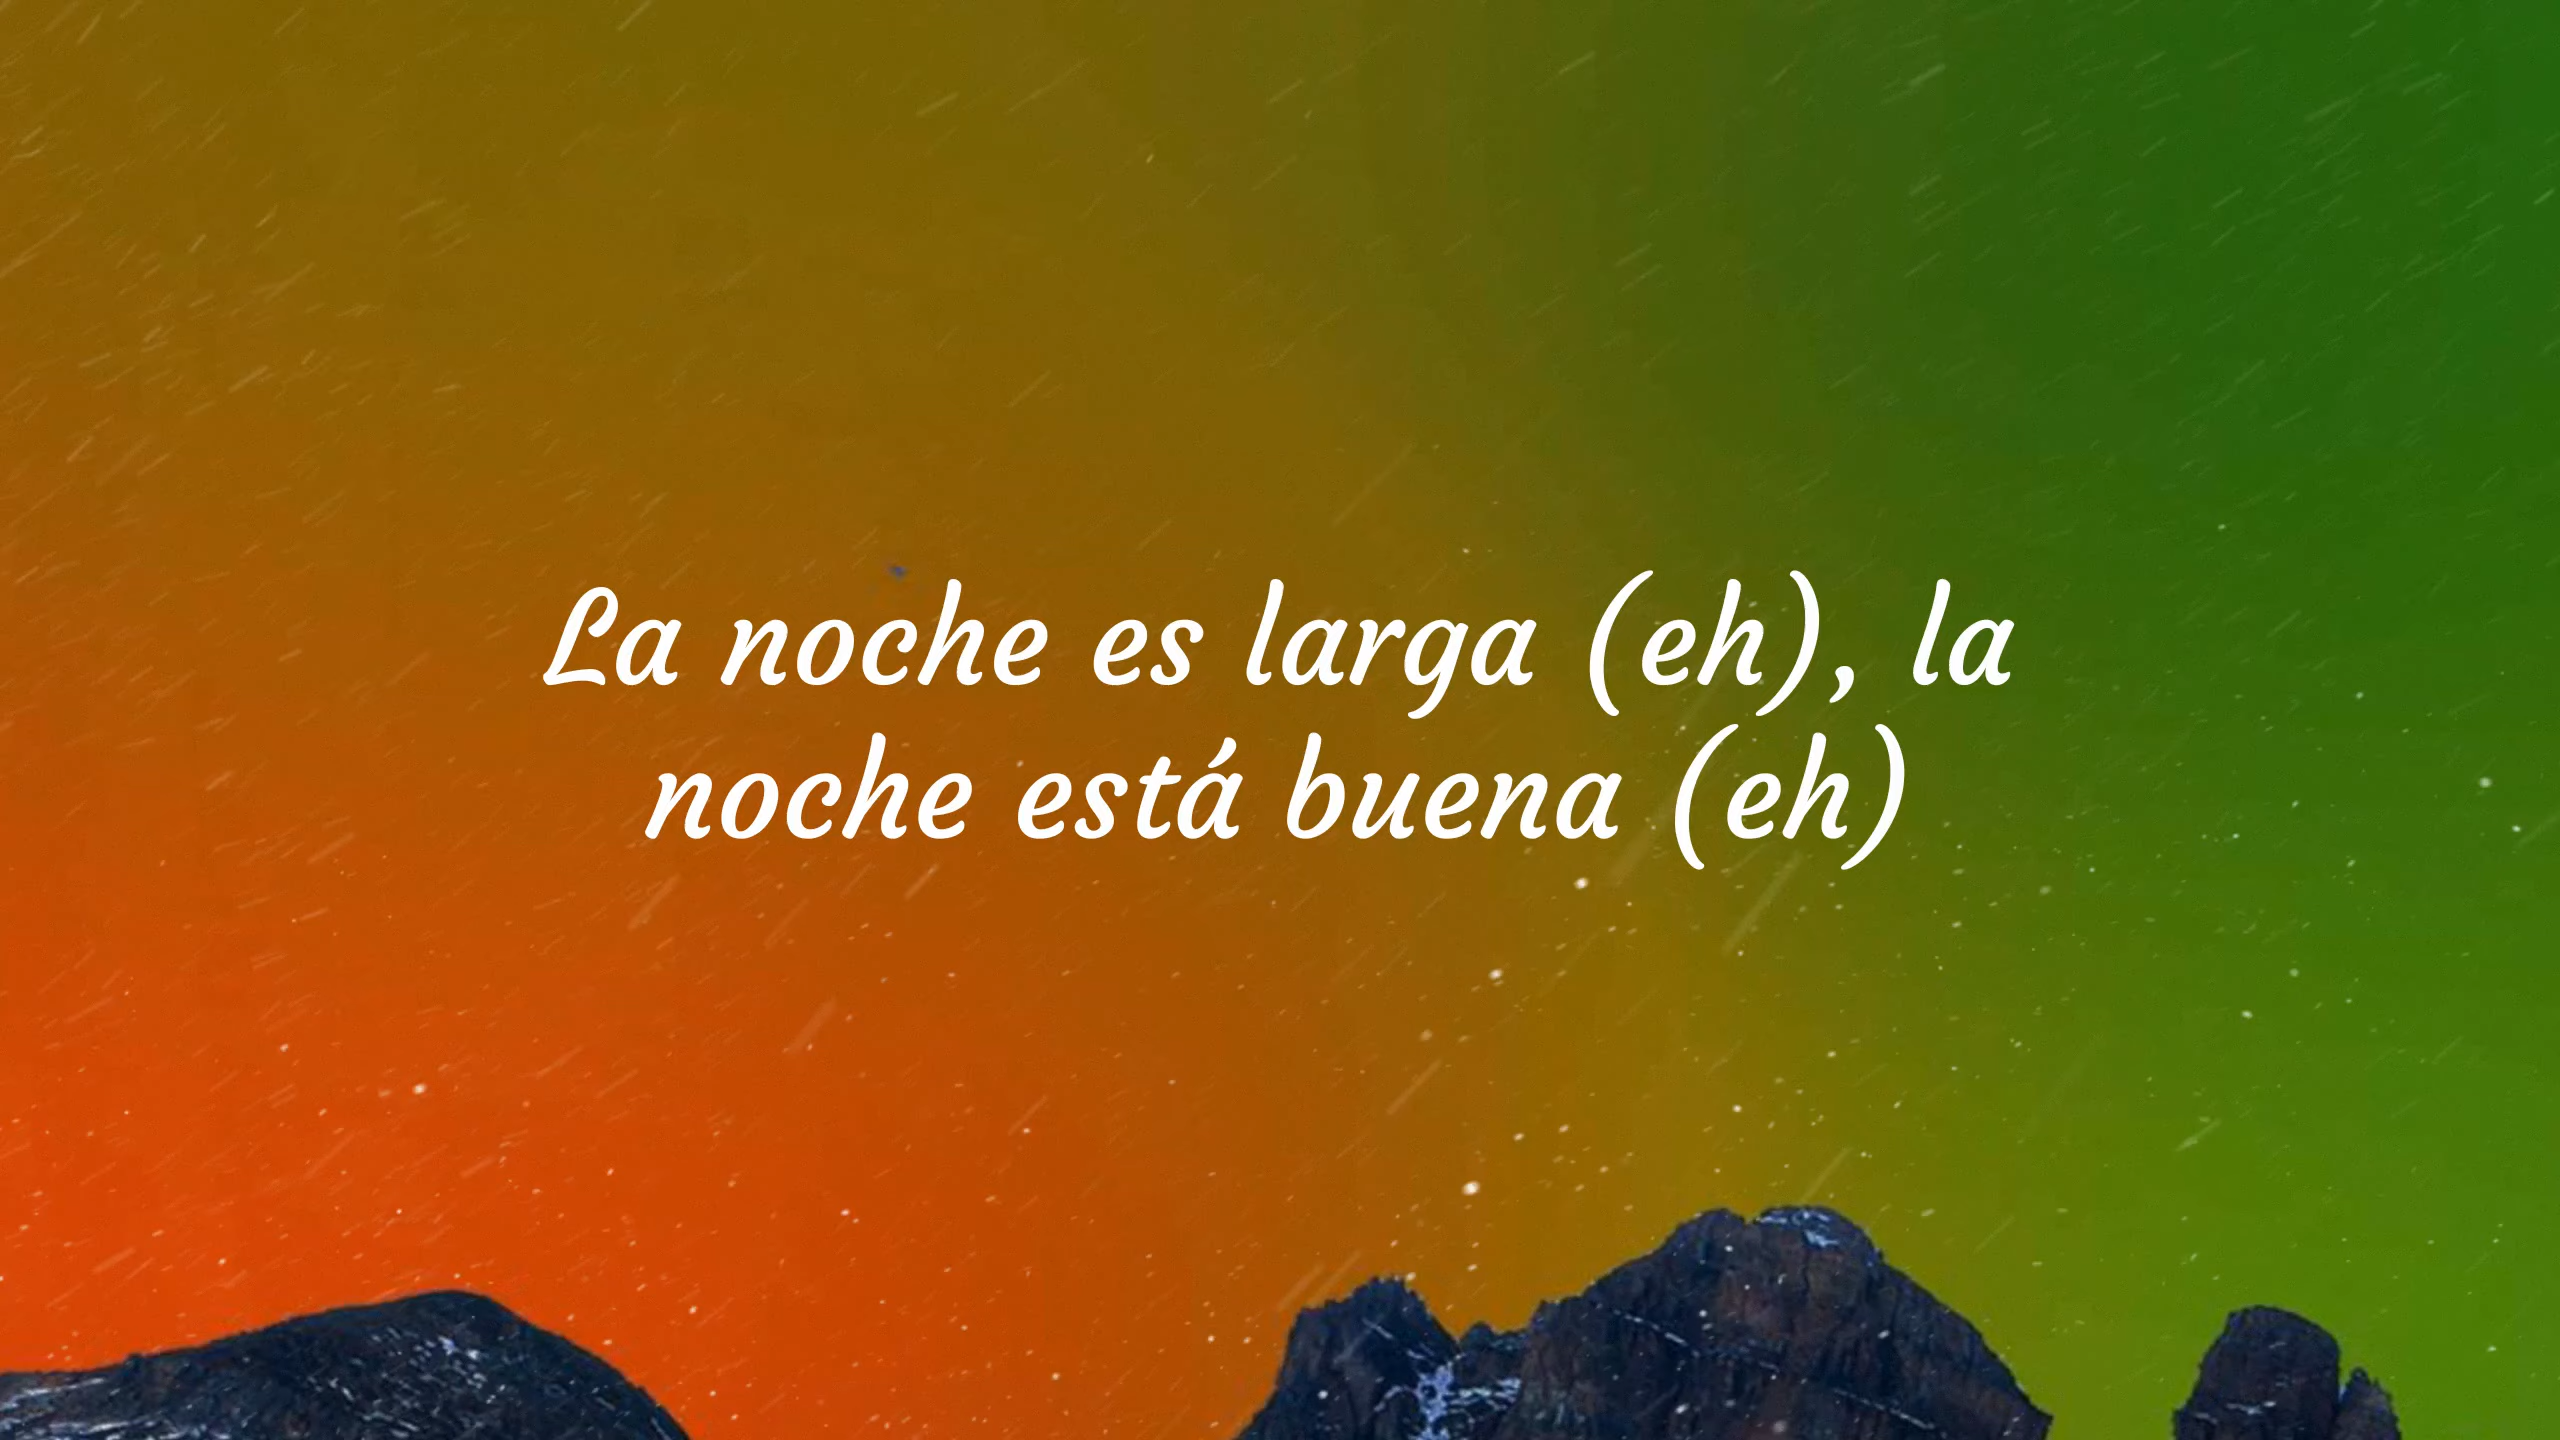 La noche es larga (eh), la
noche está buena (eh)